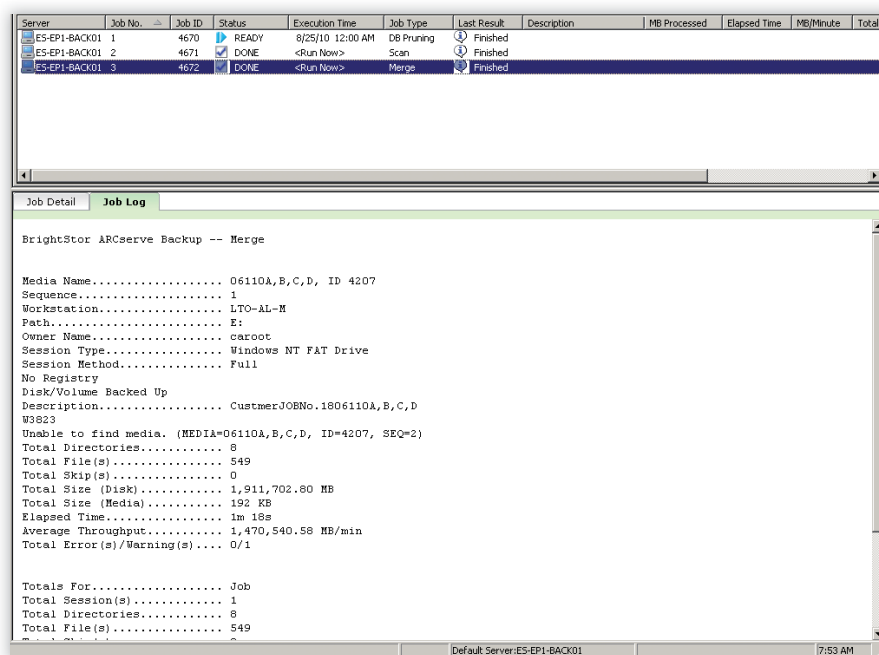 Server Job No. Job ID Status Execution Time Job Type Last Result Description MB Processed Elapsed Time MB/Minute Total
ES-EP1-BACK01 1 4670 READY 8/25/10 12:00 AM DB Pruning Finished
ES-EP1-BACK01 2 4671 DONE <Run Now> Scan Finished
ES-EP1-BACK01 3 4672 DONE <Run Now> Merge Finished
Job Detail Job Log
BrightStor ARCserve Backup -- Merge
Media Name................... 06110A,B,C,D, ID 4207
Sequence..................... 1
Workstation.................. LTO-AL-M
Path......................... E:
Owner Name................... caroot
Session Type................. Windows NT FAT Drive
Session Method............... Full
No Registry
Disk/Volume Backed Up
Description.................. CustmerJOBNo.1806110A,B,C,D
W3823
Unable to find media. (MEDIA=06110A,B,C,D, ID=4207, SEQ=2)
Total Directories............ 8
Total File(s)................ 549
Total Skip(s)................ 0
Total Size (Disk)............ 1,911,702.80 MB
Total Size (Media)........... 192 KB
Elapsed Time................. 1m 18s
Average Throughput........... 1,470,540.58 MB/min
Total Error(s)/Warning(s).... 0/1
Totals For................... Job
Total Session(s)............. 1
Total Directories............ 8
Total File(s)................ 549
Default Server:ES-EP1-BACK01 7:53 AM